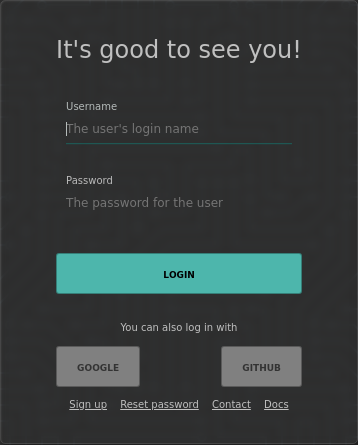 It's good to see you!
Username
The user's login name
Password
The password for the user
LOGIN
You can also log in with
GOOGLE GITHUB
Sign up Reset password Contact Docs